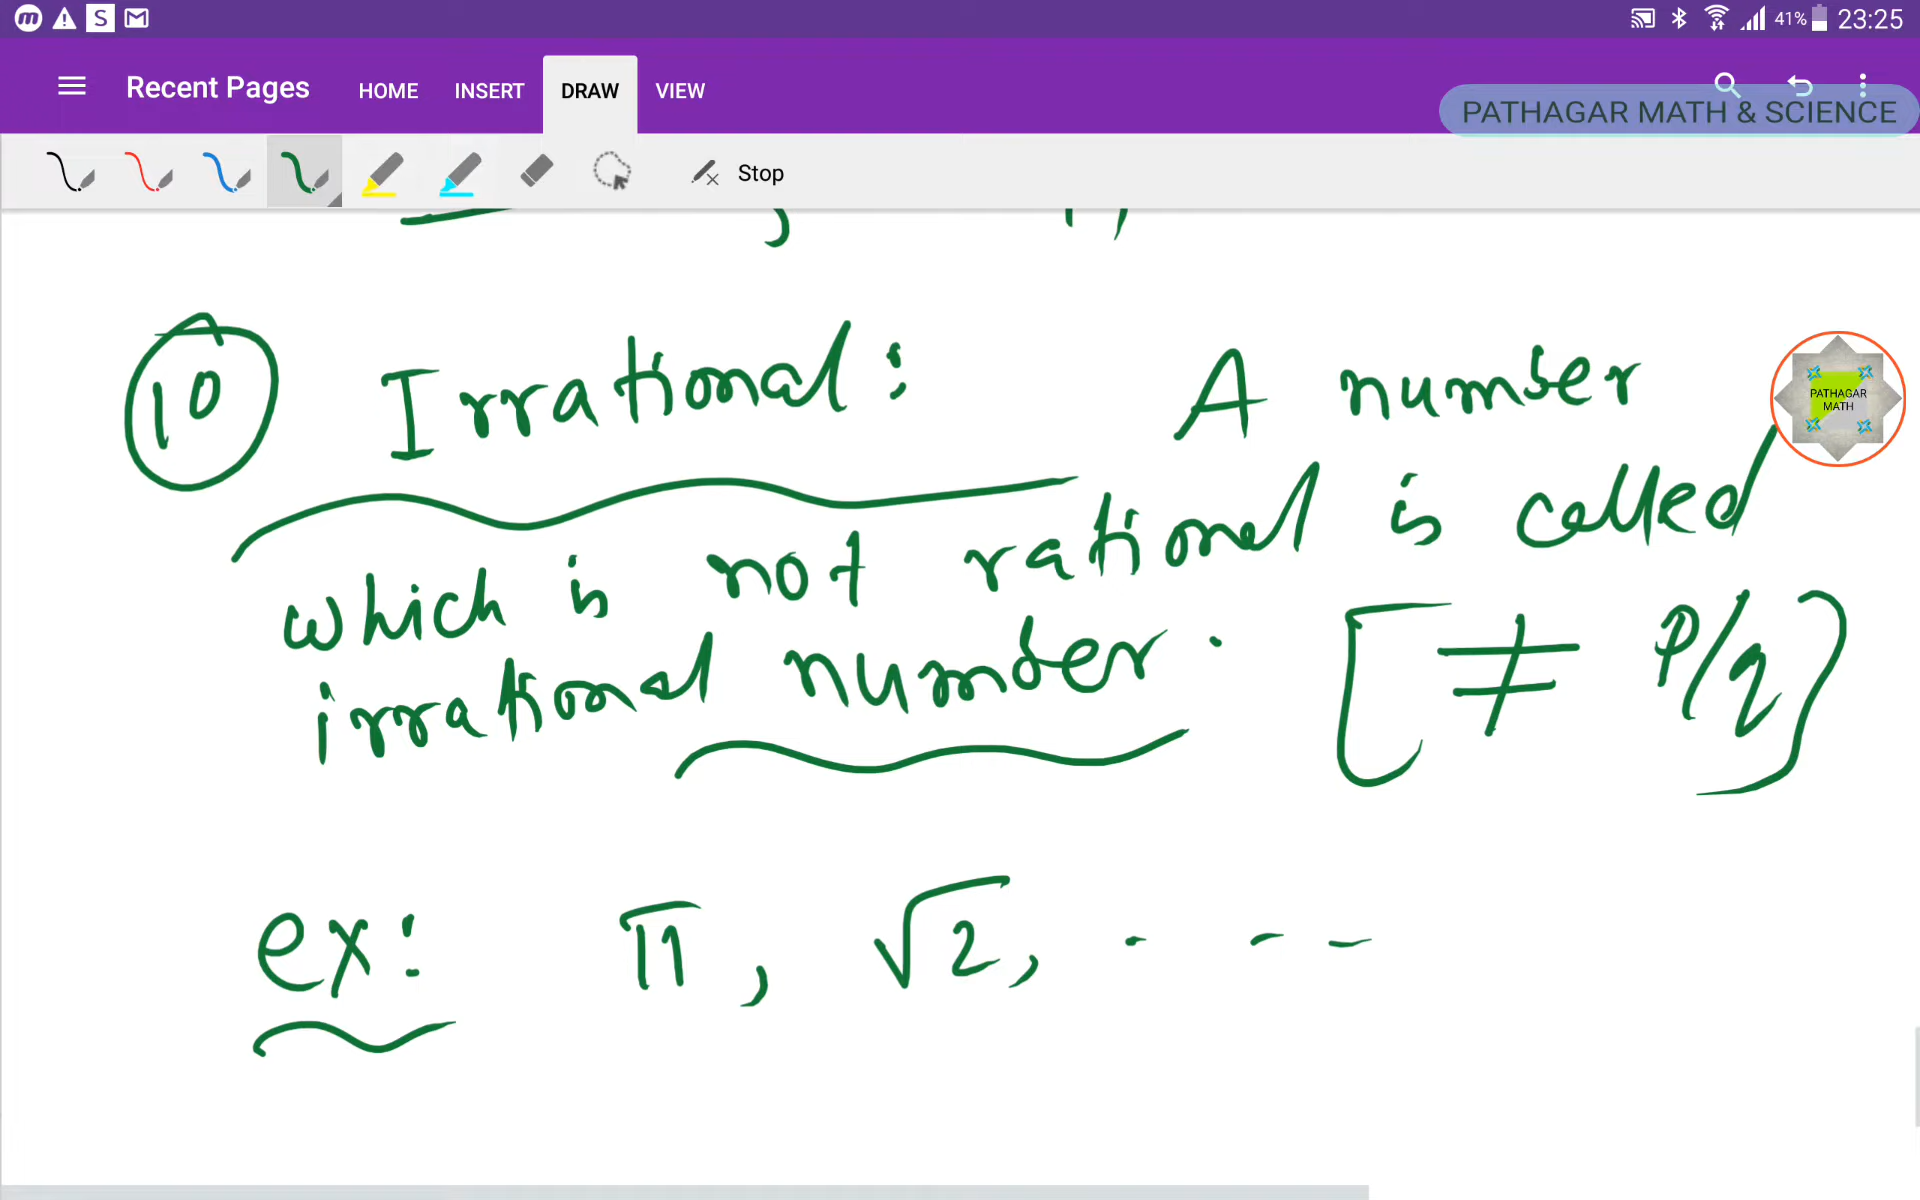 41% 23:25
Recent Pages HOME INSERT DRAW VIEW
PATHAGAR MATH & SCIENCE
Stop
10 Irrational: A number
PATHAGAR
MATH
which is not rational is called
irrational number. [ ≠ P/q ]
ex: π, √2, - - -